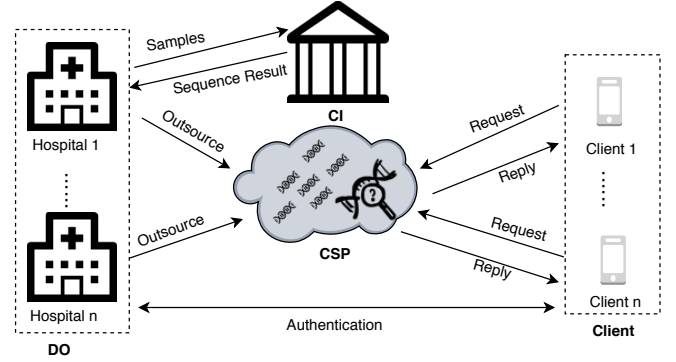 Samples
Sequence Result
CI
Hospital 1
Outsource
Request
Client 1
Reply
?
Outsource
Request
CSP
Reply
Hospital n
Client n
Authentication
Client
DO